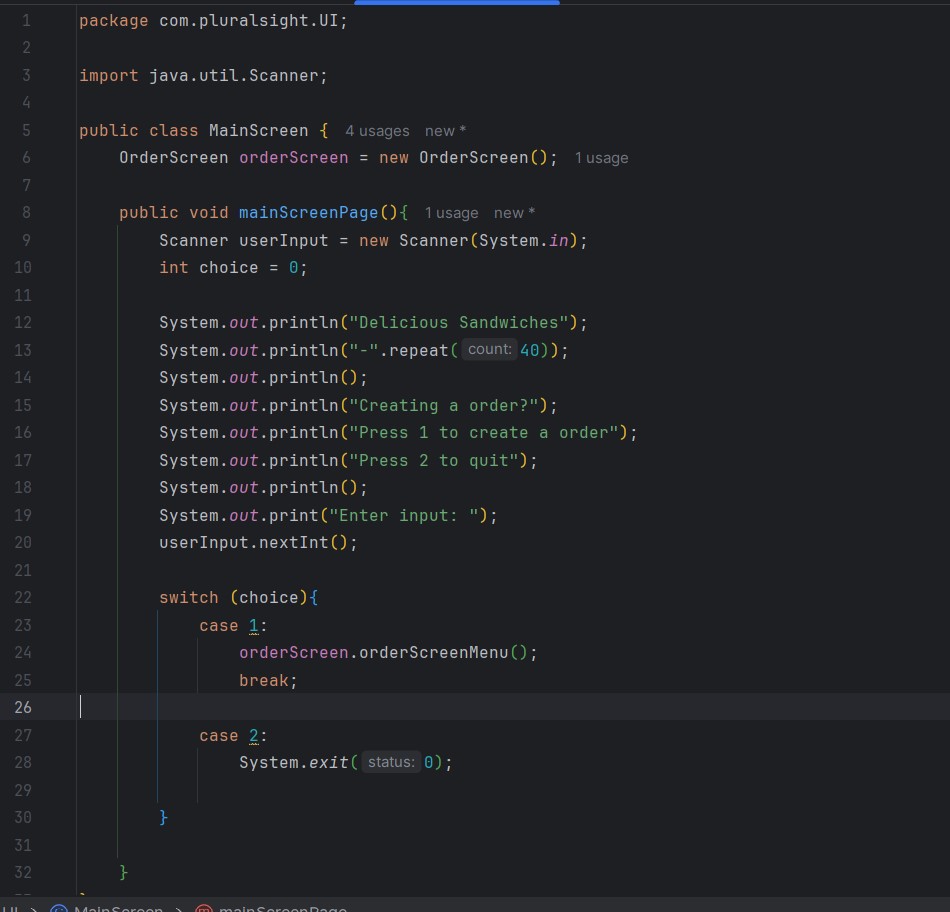 1 package com.pluralsight.UI;
2
3 import java.util.Scanner;
4
5 public class MainScreen { 4 usages new *
6 OrderScreen orderScreen = new OrderScreen(); 1 usage
7
8 public void mainScreenPage(){ 1 usage new *
9 Scanner userInput = new Scanner(System.in);
10 int choice = 0;
11
12 System.out.println("Delicious Sandwiches");
13 System.out.println("-".repeat( count: 40));
14 System.out.println();
15 System.out.println("Creating a order?");
16 System.out.println("Press 1 to create a order");
17 System.out.println("Press 2 to quit");
18 System.out.println();
19 System.out.print("Enter input: ");
20 userInput.nextInt();
21
22 switch (choice){
23 case 1:
24 orderScreen.orderScreenMenu();
25 break;
26
27 case 2:
28 System.exit( status: 0);
29
30 }
31
32 }
UI > MainScreen > mainScreenPage